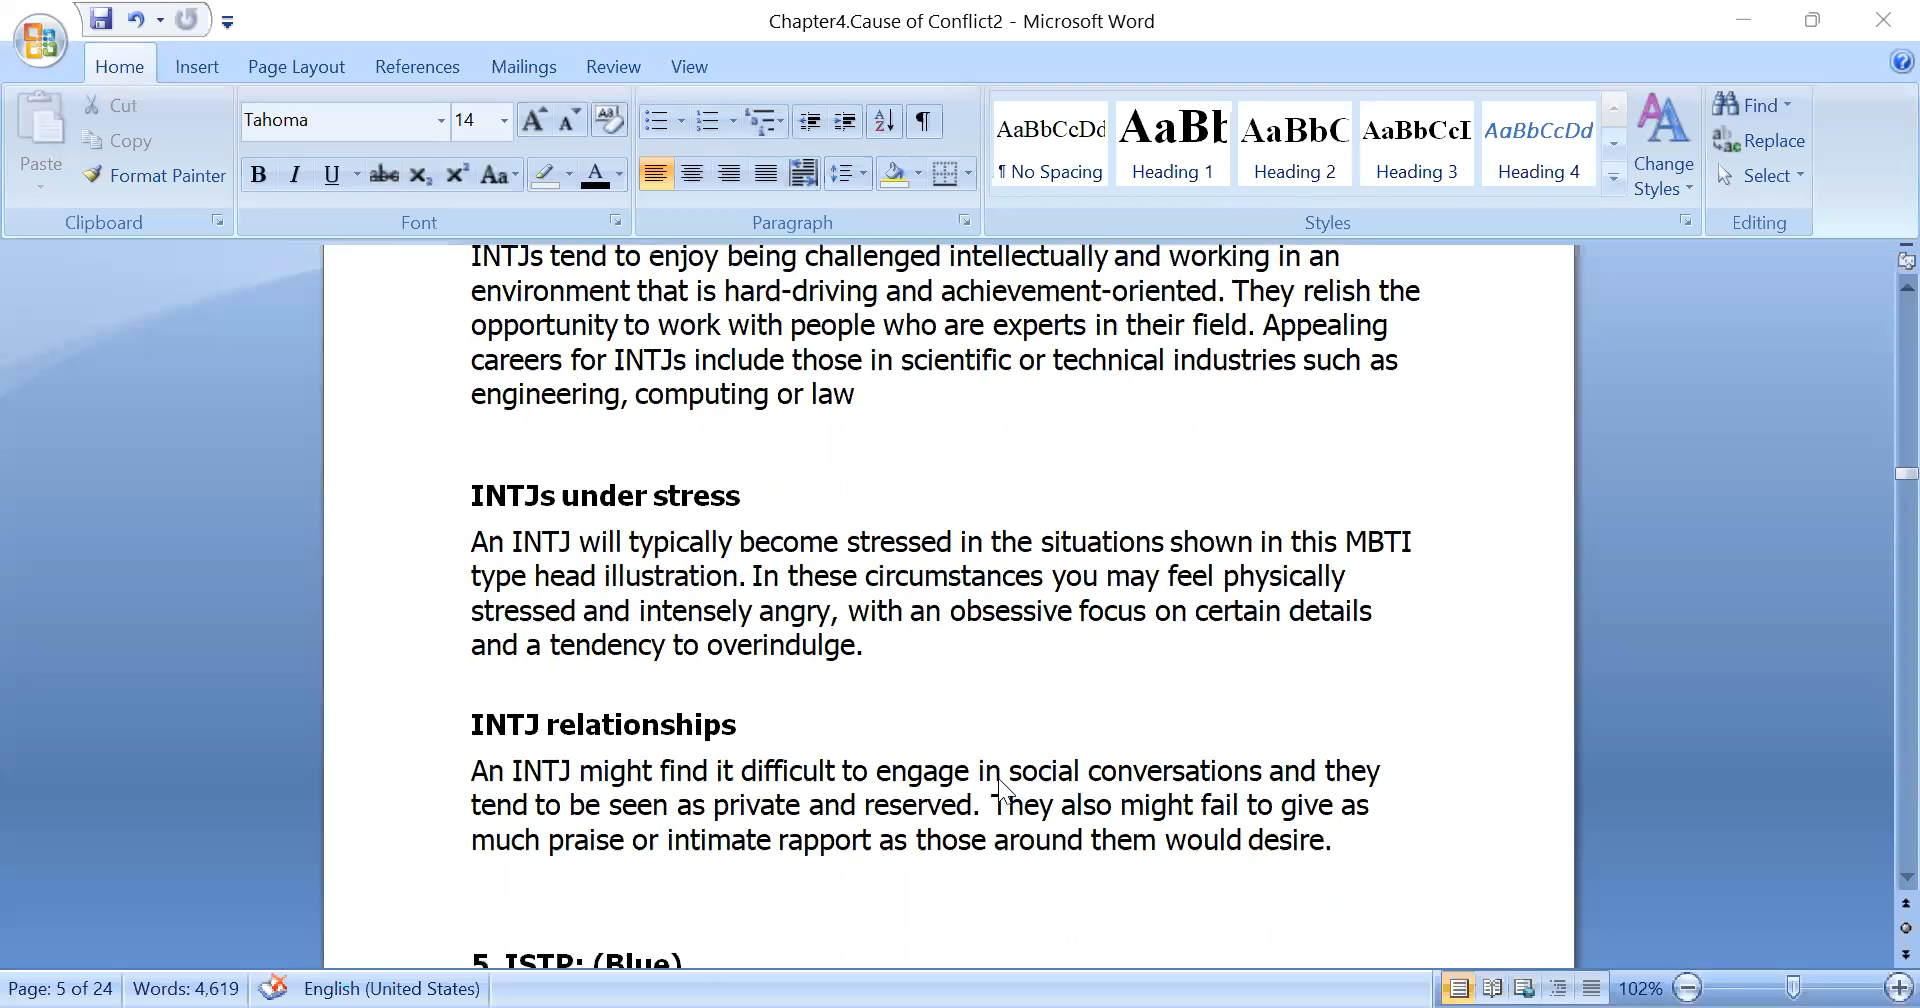 Chapter4.Cause of Conflict2 - Microsoft Word
Home Insert Page Layout References Mailings Review View
Paste
Cut
Copy
Format Painter
Clipboard
Tahoma 14
B I U abc X₂ X² Aa A
Font
Paragraph
AaBbCcDd AaBb AaBbC AaBbCcI AaBbCcDd
¶ No Spacing Heading 1 Heading 2 Heading 3 Heading 4
Change Styles
Styles
Find
Replace
Select
Editing
INTJs tend to enjoy being challenged intellectually and working in an
environment that is hard-driving and achievement-oriented. They relish the
opportunity to work with people who are experts in their field. Appealing
careers for INTJs include those in scientific or technical industries such as
engineering, computing or law
INTJs under stress
An INTJ will typically become stressed in the situations shown in this MBTI
type head illustration. In these circumstances you may feel physically
stressed and intensely angry, with an obsessive focus on certain details
and a tendency to overindulge.
INTJ relationships
An INTJ might find it difficult to engage in social conversations and they
tend to be seen as private and reserved. They also might fail to give as
much praise or intimate rapport as those around them would desire.
5. ISTP: (Blue)
Page: 5 of 24 Words: 4,619 English (United States) 102%